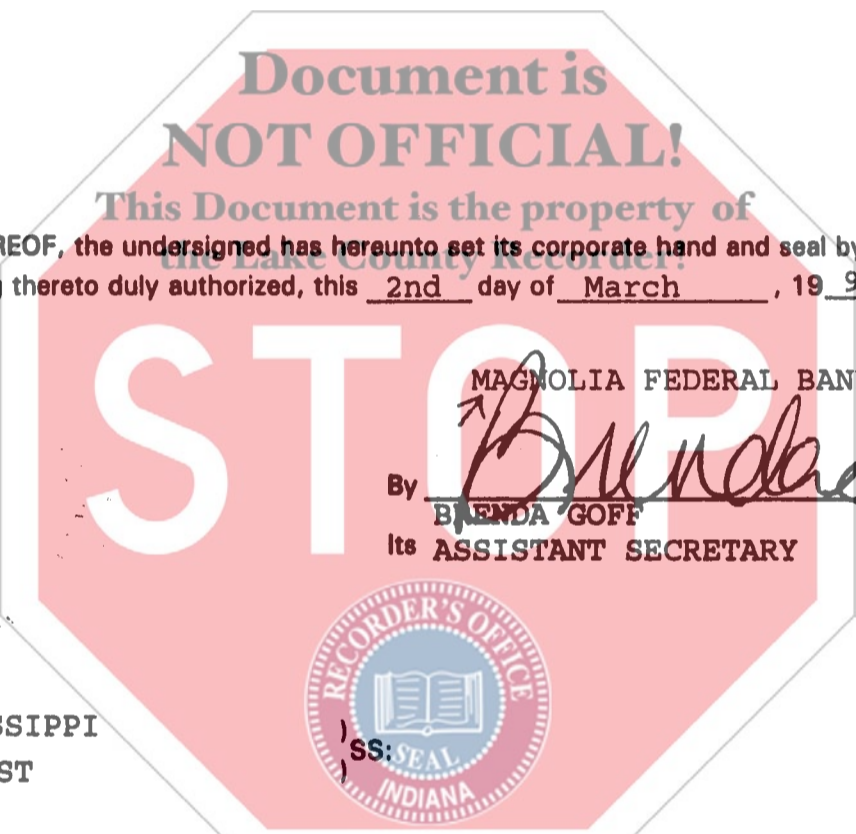 Document is
NOT OFFICIAL!
This Document is the property of
the Lake County Recorder!
REOF, the undersigned has hereunto set its corporate hand and seal by
g thereto duly authorized, this 2nd day of March , 19 9
STOP
MAGNOLIA FEDERAL BAN
By Brenda
BRENDA GOFF
Its ASSISTANT SECRETARY
RECORDER'S OFFICE
SSIPPI
ST
) SS:
)
SEAL
INDIANA